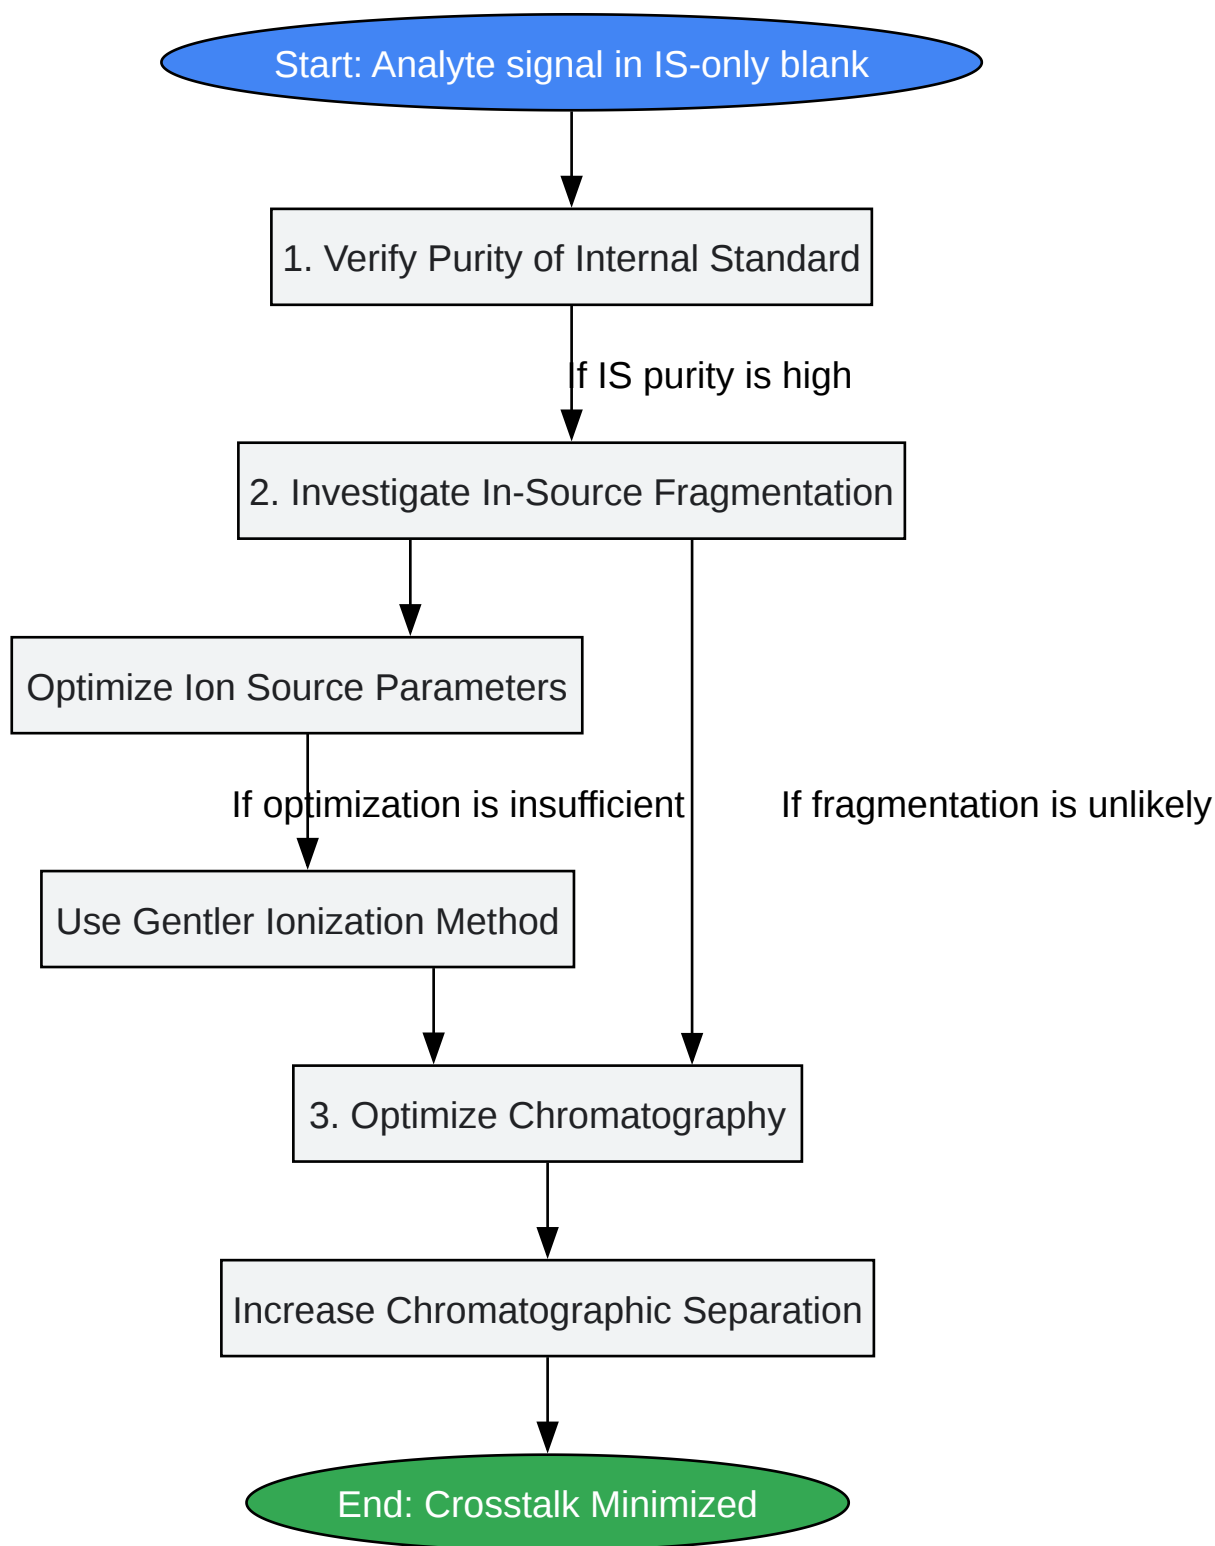 Start: Analyte signal in IS-only blank
1. Verify Purity of Internal Standard
If IS purity is high
2. Investigate In-Source Fragmentation
Optimize Ion Source Parameters
If optimization is insufficient
If fragmentation is unlikely
Use Gentler Ionization Method
3. Optimize Chromatography
Increase Chromatographic Separation
End: Crosstalk Minimized